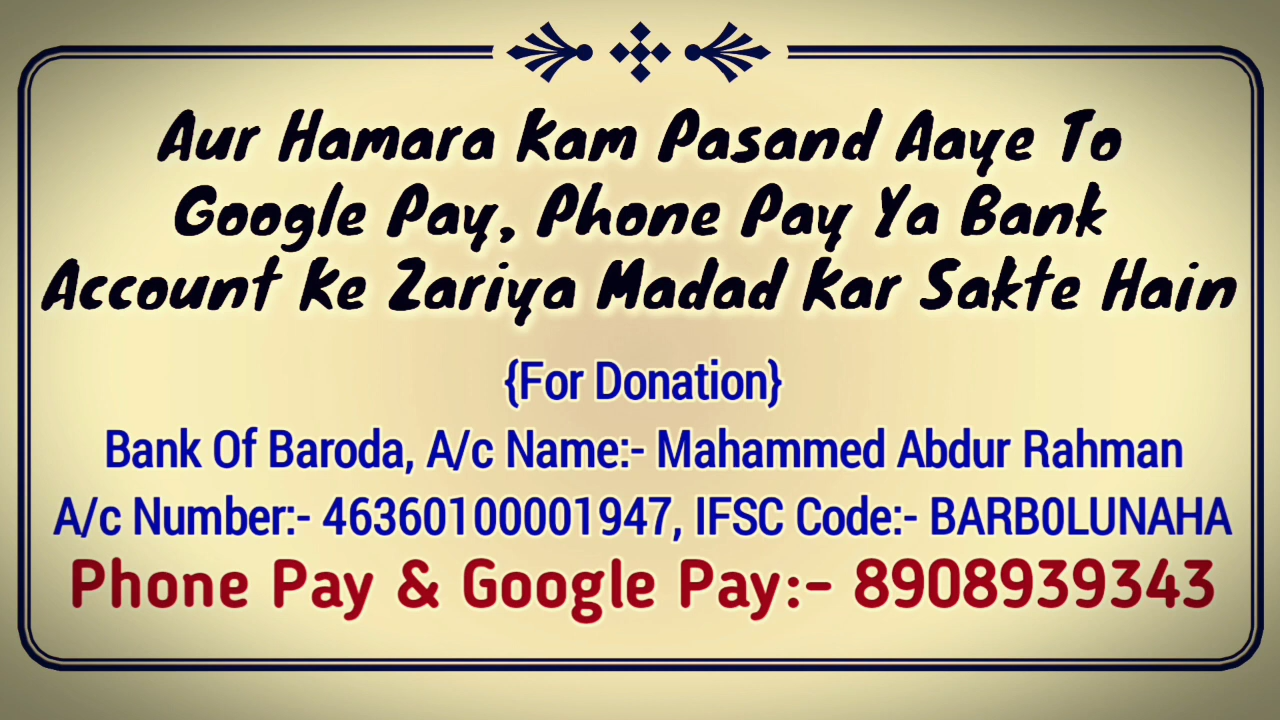 Aur Hamara Kam Pasand Aaye To
Google Pay, Phone Pay Ya Bank
Account Ke Zariya Madad Kar Sakte Hain
{For Donation}
Bank Of Baroda, A/c Name:- Mahammed Abdur Rahman
A/c Number:- 46360100001947, IFSC Code:- BARB0LUNAHA
Phone Pay & Google Pay:- 8908939343